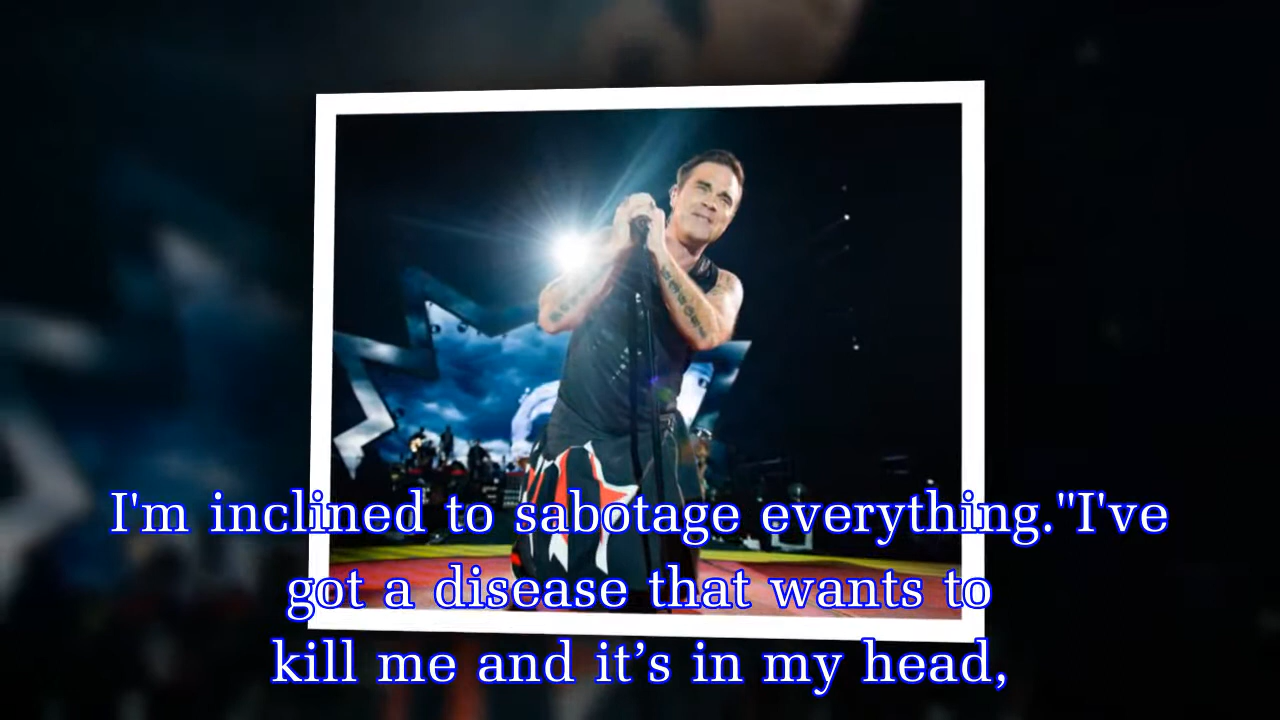 I'm inclined to sabotage everything."I've
got a disease that wants to
kill me and it’s in my head,